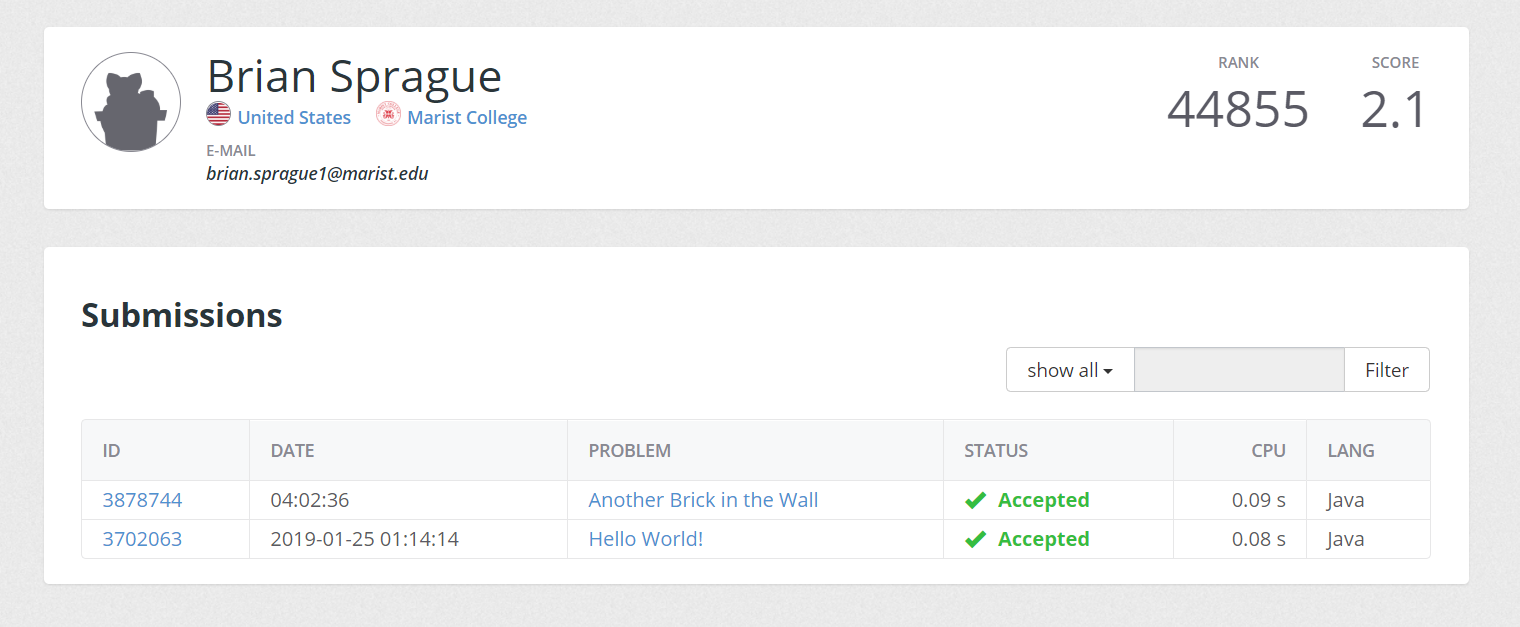 Brian Sprague
United States Marist College
E-MAIL
brian.sprague1@marist.edu
RANK SCORE
44855 2.1
Submissions
show all Filter
ID DATE PROBLEM STATUS CPU LANG
3878744 04:02:36 Another Brick in the Wall Accepted 0.09 s Java
3702063 2019-01-25 01:14:14 Hello World! Accepted 0.08 s Java